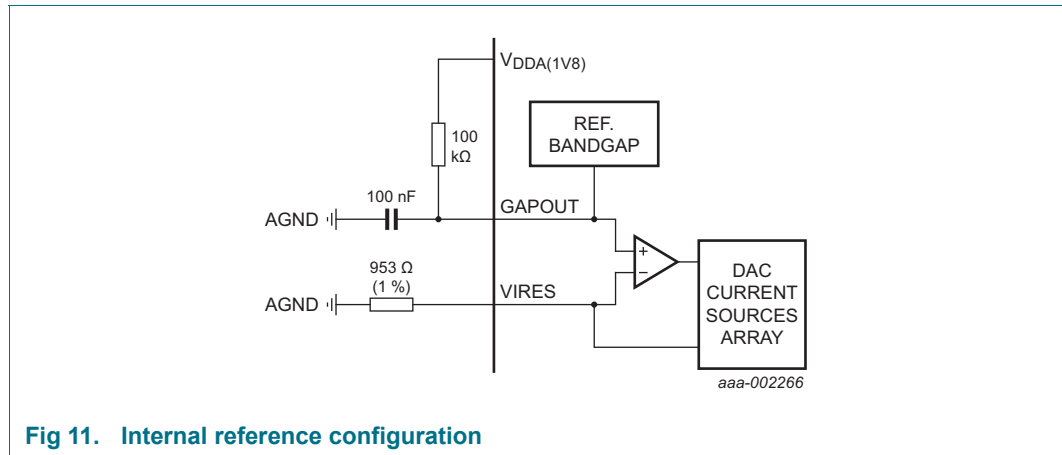 VDDA(1V8)
REF.
BANDGAP
100
kΩ
100 nF
GAPOUT
AGND
+
−
953 Ω
(1 %)
VIRES
AGND
DAC
CURRENT
SOURCES
ARRAY
aaa-002266
Fig 11. Internal reference configuration